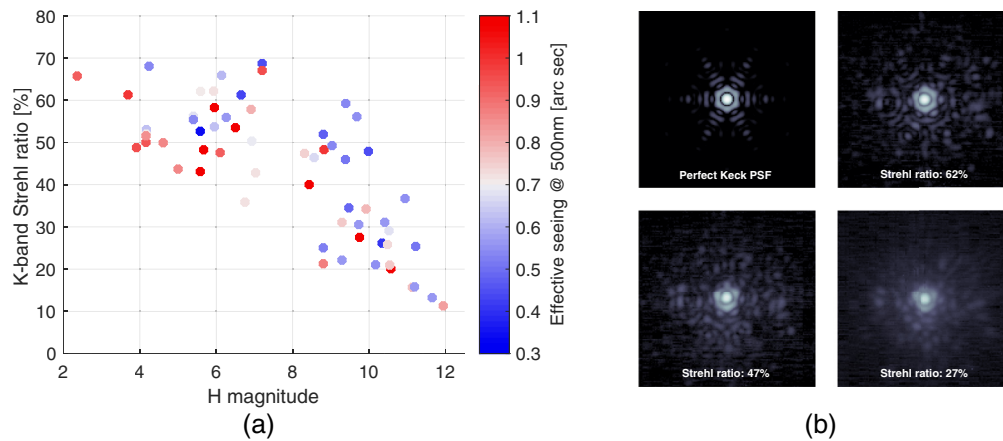 80
70
60
50
40
30
20
10
0
K-band Strehl ratio [%]
2 4 6 8 10 12
H magnitude
1.1
1
0.9
0.8
0.7
0.6
0.5
0.4
0.3
Effective seeing @ 500nm [arc sec]
(a)
Perfect Keck PSF
Strehl ratio: 62%
Strehl ratio: 47%
Strehl ratio: 27%
(b)